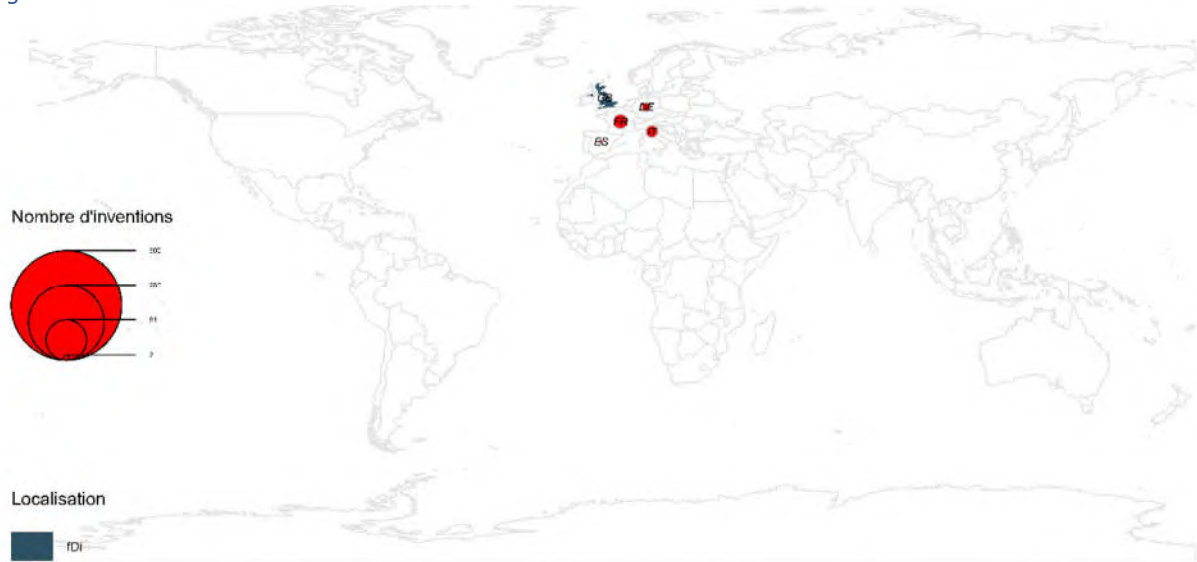 GB
DE
FR
IT
ES
Nombre d'inventions
Localisation
fDi